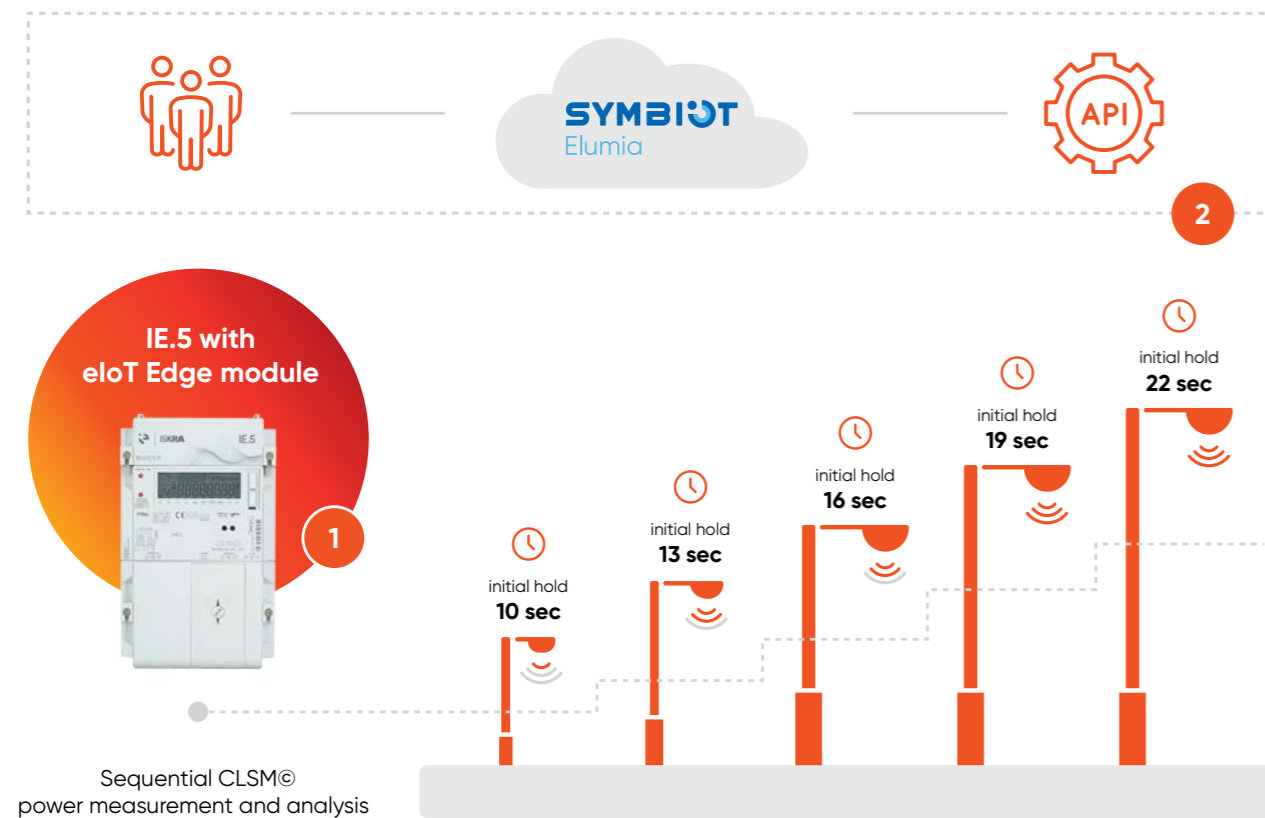 SYMBIOT
Elumia
API
2
IE.5 with
eIoT Edge module
ISKRA
IE.5
1
initial hold
10 sec
initial hold
13 sec
initial hold
16 sec
initial hold
19 sec
initial hold
22 sec
Sequential CLSM©
power measurement and analysis